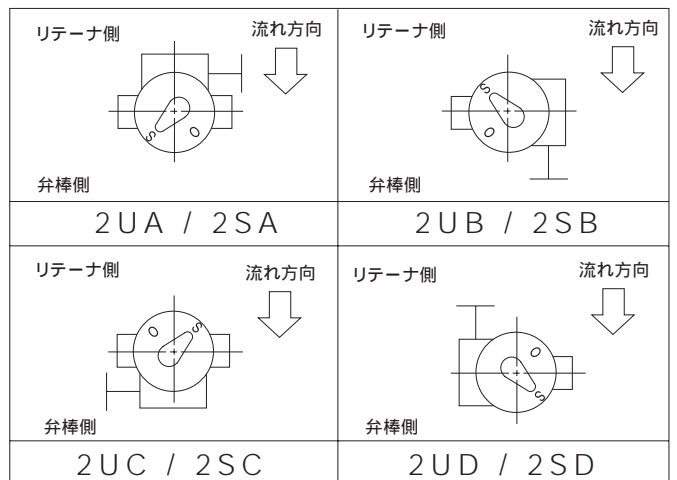 リテーナ側 流れ方向
S O
弁棒側
2UA / 2SA
リテーナ側 流れ方向
S
O
弁棒側
2UB / 2SB
リテーナ側 流れ方向
O S
弁棒側
2UC / 2SC
リテーナ側 流れ方向
O
S
弁棒側
2UD / 2SD